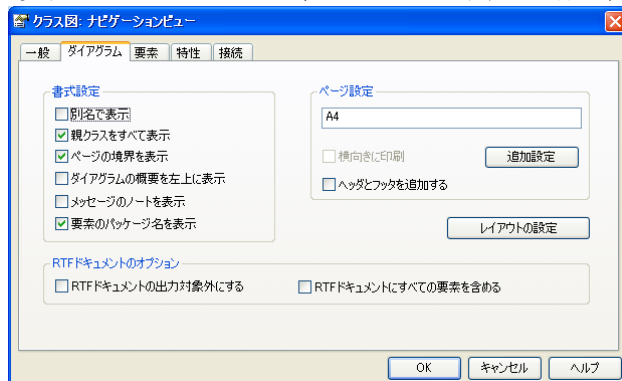 クラス図: ナビゲーションビュー
一般 ダイアグラム 要素 特性 接続
書式設定
別名で表示
親クラスをすべて表示
ページの境界を表示
ダイアグラムの概要を左上に表示
メッセージのノートを表示
要素のパッケージ名を表示
ページ設定
A4
横向きに印刷 追加設定
ヘッダとフッタを追加する
レイアウトの設定
RTFドキュメントのオプション
RTFドキュメントの出力対象外にする RTFドキュメントにすべての要素を含める
OK キャンセル ヘルプ